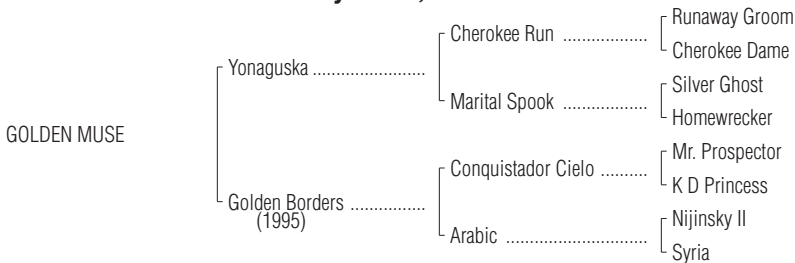 Runaway Groom
Cherokee Run ..................
Cherokee Dame
Yonaguska ........................
Silver Ghost
Marital Spook ..................
Homewrecker
GOLDEN MUSE
Mr. Prospector
Conquistador Cielo ..........
K D Princess
Golden Borders ................
(1995)
Nijinsky II
Arabic ..............................
Syria